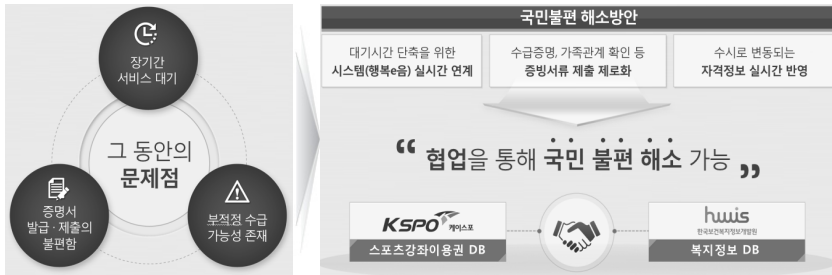 장기간
서비스 대기
그 동안의
문제점
증명서
발급 · 제출의
불편함
보적정 수급
가능성 존재
국민불편 해소방안
대기시간 단축을 위한
시스템(행복e음) 실시간 연계
수급증명, 가족관계 확인 등
증빙서류 제출 제로화
수시로 변동되는
자격정보 실시간 반영
“ 협업을 통해 국민 불편 해소 가능 ”
KSPO 케이스포
스포츠강좌이용권 DB
hwis
한국보건복지정보개발원
복지정보 DB